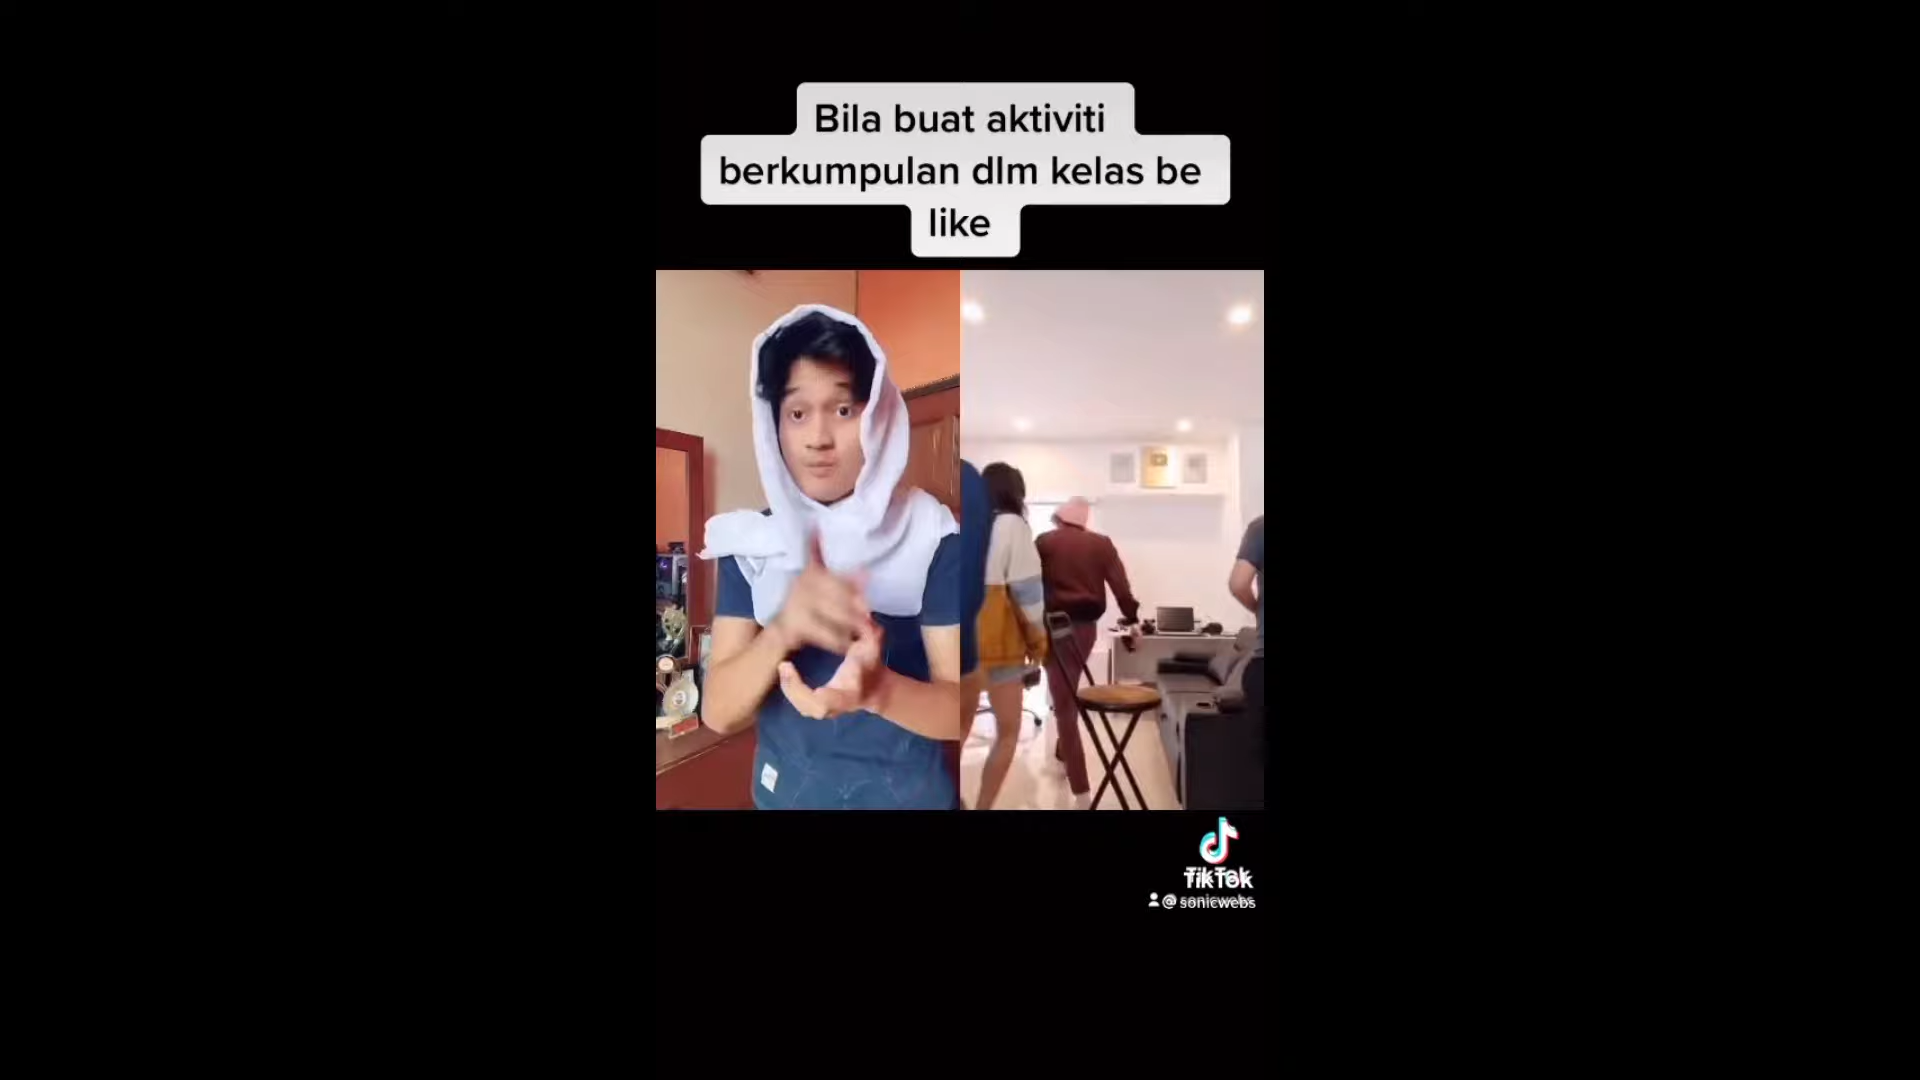 Bila buat aktiviti
berkumpulan dlm kelas be
like
TikTok
@sonicwebs